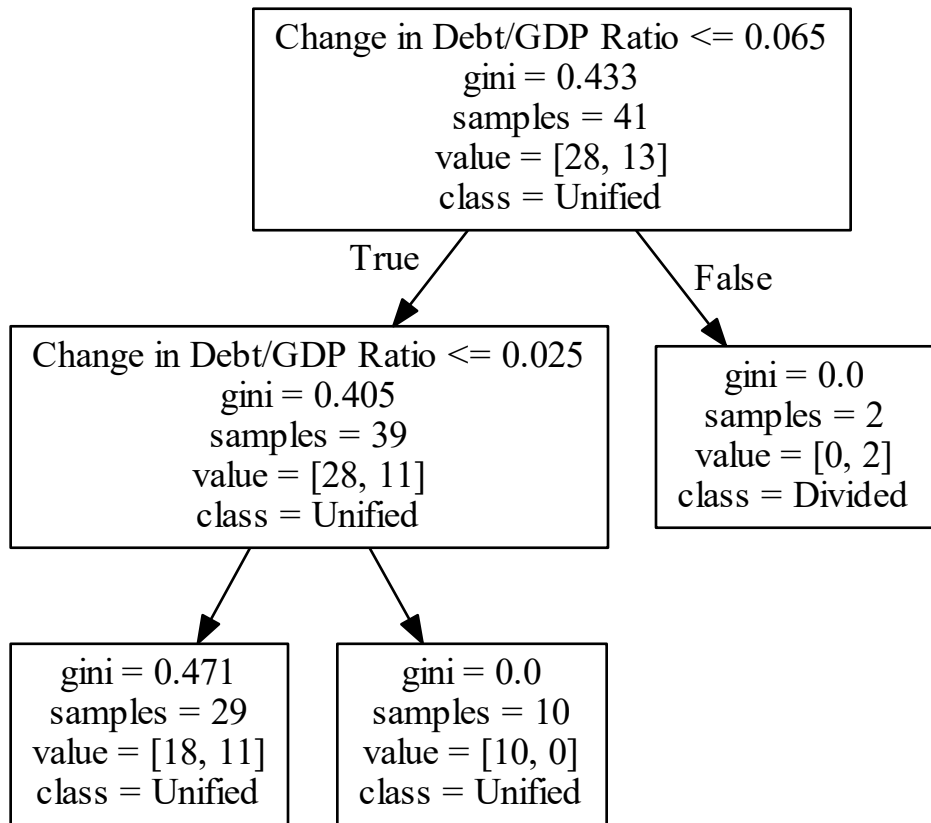 Change in Debt/GDP Ratio <= 0.065
gini = 0.433
samples = 41
value = [28, 13]
class = Unified
True
False
Change in Debt/GDP Ratio <= 0.025
gini = 0.405
samples = 39
value = [28, 11]
class = Unified
gini = 0.0
samples = 2
value = [0, 2]
class = Divided
gini = 0.471
samples = 29
value = [18, 11]
class = Unified
gini = 0.0
samples = 10
value = [10, 0]
class = Unified